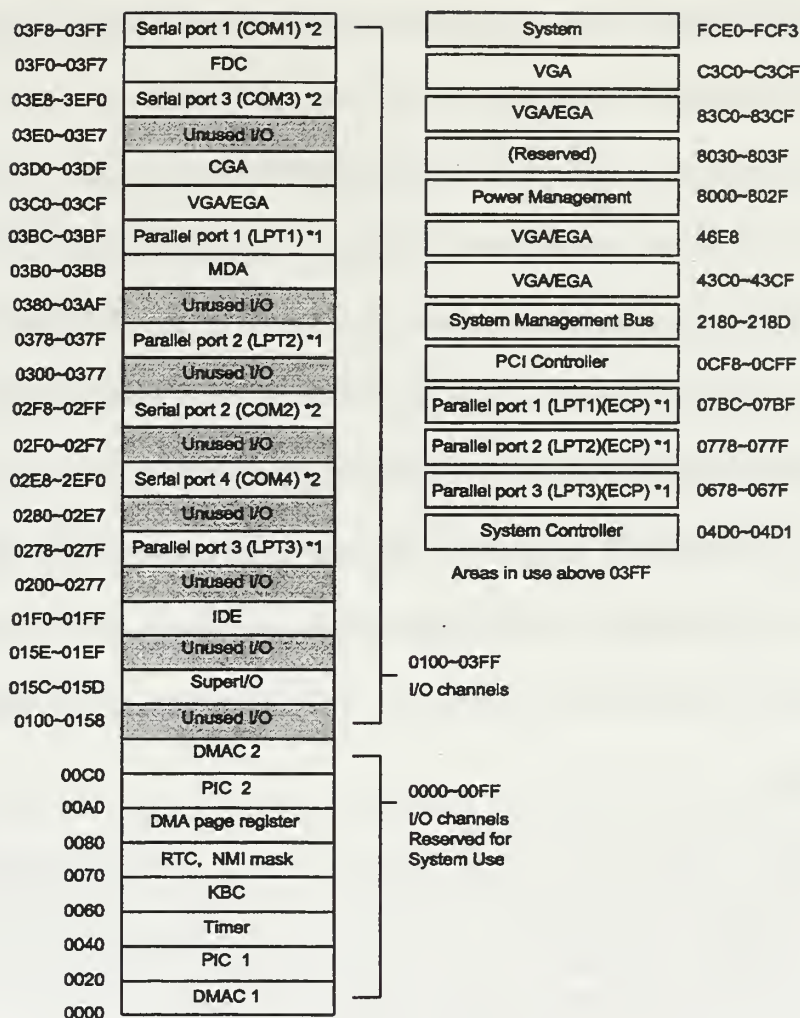 03F8~03FF Serial port 1 (COM1) *2
03F0~03F7 FDC
03E8~3EF0 Serial port 3 (COM3) *2
03E0~03E7 Unused I/O
03D0~03DF CGA
03C0~03CF VGA/EGA
03BC~03BF Parallel port 1 (LPT1) *1
03B0~03BB MDA
0380~03AF Unused I/O
0378~037F Parallel port 2 (LPT2) *1
0300~0377 Unused I/O
02F8~02FF Serial port 2 (COM2) *2
02F0~02F7 Unused I/O
02E8~2EF0 Serial port 4 (COM4) *2
0280~02E7 Unused I/O
0278~027F Parallel port 3 (LPT3) *1
0200~0277 Unused I/O
01F0~01FF IDE
015E~01EF Unused I/O
015C~015D SuperI/O
0100~0158 Unused I/O
DMAC 2
00C0
PIC 2
00A0
DMA page register
0080
RTC, NMI mask
0070
KBC
0060
Timer
0040
PIC 1
0020
DMAC 1
0000
0100~03FF
I/O channels
0000~00FF
I/O channels
Reserved for
System Use
System FCE0~FCF3
VGA C3C0~C3CF
VGA/EGA 83C0~83CF
(Reserved) 8030~803F
Power Management 8000~802F
VGA/EGA 46E8
VGA/EGA 43C0~43CF
System Management Bus 2180~218D
PCI Controller 0CF8~0CFF
Parallel port 1 (LPT1)(ECP) *1 07BC~07BF
Parallel port 2 (LPT2)(ECP) *1 0778~077F
Parallel port 3 (LPT3)(ECP) *1 0678~067F
System Controller 04D0~04D1
Areas in use above 03FF